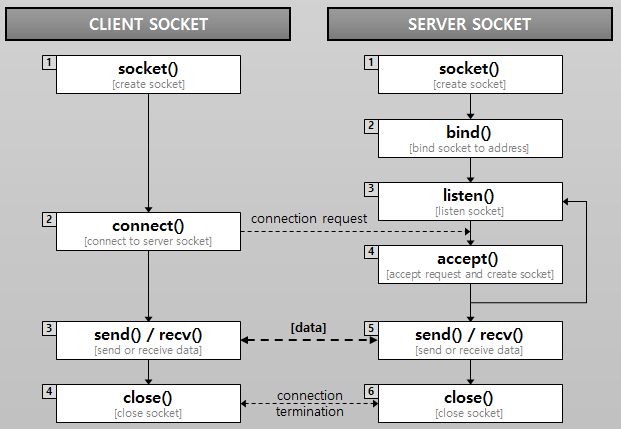 CLIENT SOCKET
SERVER SOCKET
1
socket()
[create socket]
1
socket()
[create socket]
2
bind()
[bind socket to address]
3
listen()
[listen socket]
2
connect()
[connect to server socket]
connection request
4
accept()
[accept request and create socket]
3
send() / recv()
[send or receive data]
[data]
5
send() / recv()
[send or receive data]
4
close()
[close socket]
connection
termination
6
close()
[close socket]